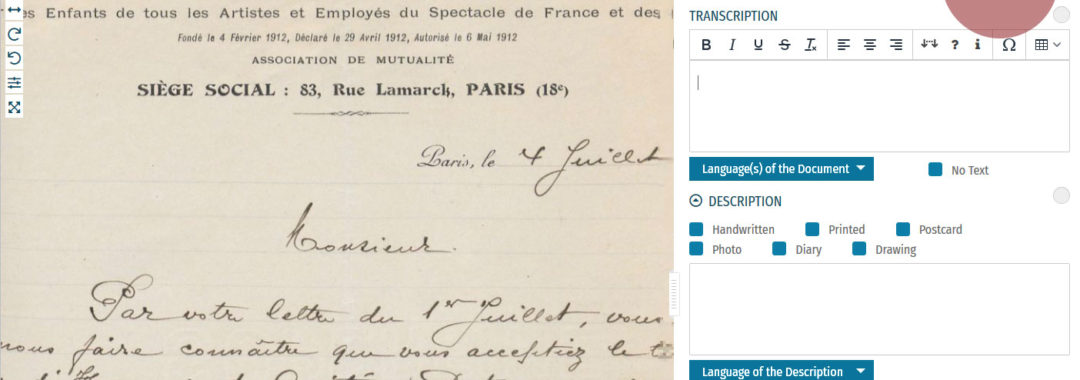 es Enfants de tous les Artistes et Employés du Spectacle de France et des
Fondé le 4 Février 1912, Déclaré le 29 Avril 1912, Autorisé le 6 Mai 1912
ASSOCIATION DE MUTUALITÉ
SIÈGE SOCIAL : 83, Rue Lamarck, PARIS (18e)
Paris, le 4 Juillet
Monsieur.
Par votre lettre du 1er Juillet, vous
nous faire connaître que vous acceptiez le
TRANSCRIPTION
B I U S Tx ? i Ω
Language(s) of the Document
No Text
DESCRIPTION
Handwritten Printed Postcard
Photo Diary Drawing
Language of the Description